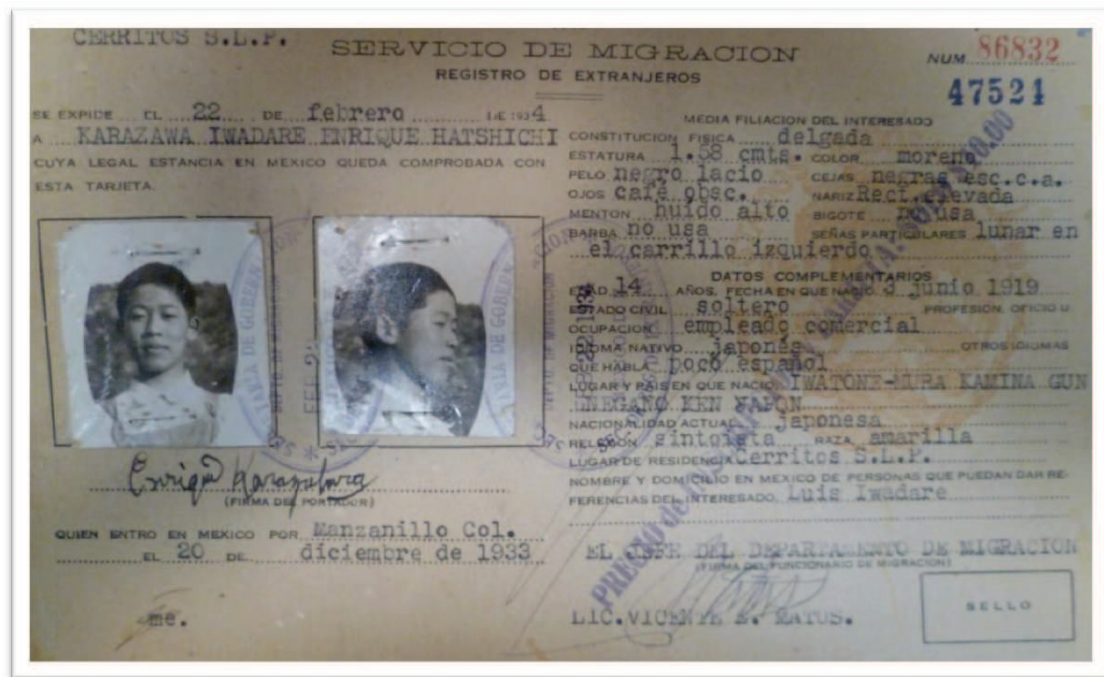 CERRITOS S.L.P.
SERVICIO DE MIGRACION
REGISTRO DE EXTRANJEROS
NUM 86832
47521
SE EXPIDE EL 22 DE febrero DE 1934
A KARAZAWA IWADARE ENRIQUE HATSHICHI
CUYA LEGAL ESTANCIA EN MEXICO QUEDA COMPROBADA CON
ESTA TARJETA.
Enrique
(FIRMA DEL PORTADOR)
QUIEN ENTRO EN MEXICO POR Manzanillo Col.
EL 20 DE diciembre de 1933
me.
MEDIA FILIACION DEL INTERESADO
CONSTITUCION FISICA delgada
ESTATURA 1.58 cmts. COLOR moreno
PELO negro lacio CEJAS negras esc.c.a.
OJOS café obsc. NARIZ Rect.elevada
MENTON huido alto BIGOTE no usa
BARBA no usa SEÑAS PARTICULARES lunar en
el carrillo izquierdo
DATOS COMPLEMENTARIOS
EDAD 14 AÑOS. FECHA EN QUE NACIO 3 junio 1919
ESTADO CIVIL soltero PROFESION, OFICIO U
OCUPACION empleado comercial
IDIOMA NATIVO japonés OTROS IDIOMAS
QUE HABLA poco español
LUGAR Y PAIS EN QUE NACIO IWATONE-MURA KAMINA GUN
KEN
NACIONALIDAD ACTUAL japonesa
RELIGION sintoista RAZA amarilla
LUGAR DE RESIDENCIA Cerritos S.L.P.
NOMBRE Y DOMICILIO EN MEXICO DE PERSONAS QUE PUEDAN DAR RE-
FERENCIAS DEL INTERESADO Luis Iwadare
EL JEFE DEL DEPARTAMENTO DE MIGRACION
(FIRMA DEL FUNCIONARIO DE MIGRACION)
LIC.VICENTE E. MATUS.
SELLO